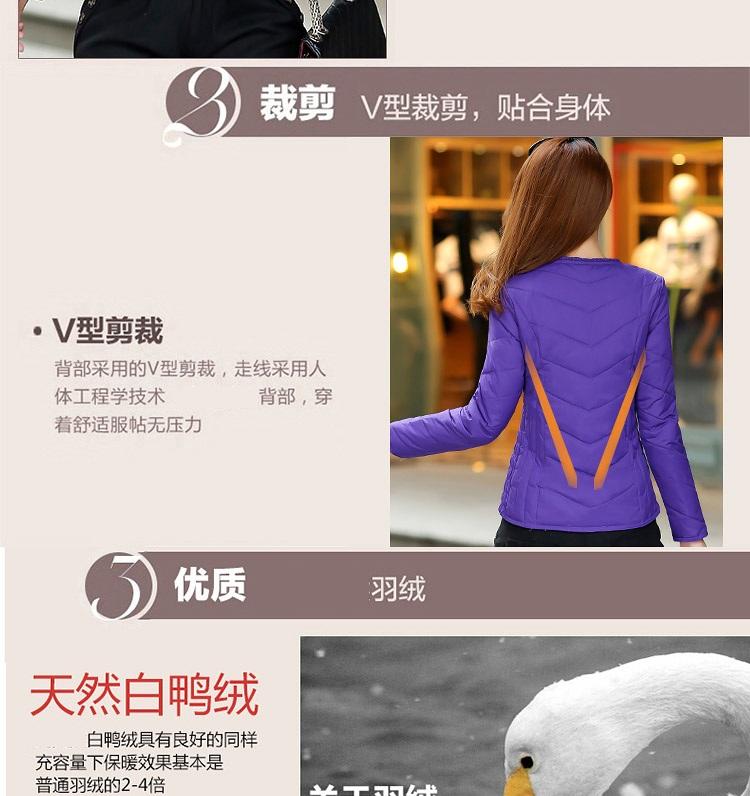 2 裁剪 V型裁剪，贴合身体
• V型剪裁
背部采用的V型剪裁，走线采用人
体工程学技术 背部，穿
着舒适服帖无压力
3 优质 羽绒
天然白鸭绒
白鸭绒具有良好的同样
充容量下保暖效果基本是
普通羽绒的2-4倍
关于羽绒